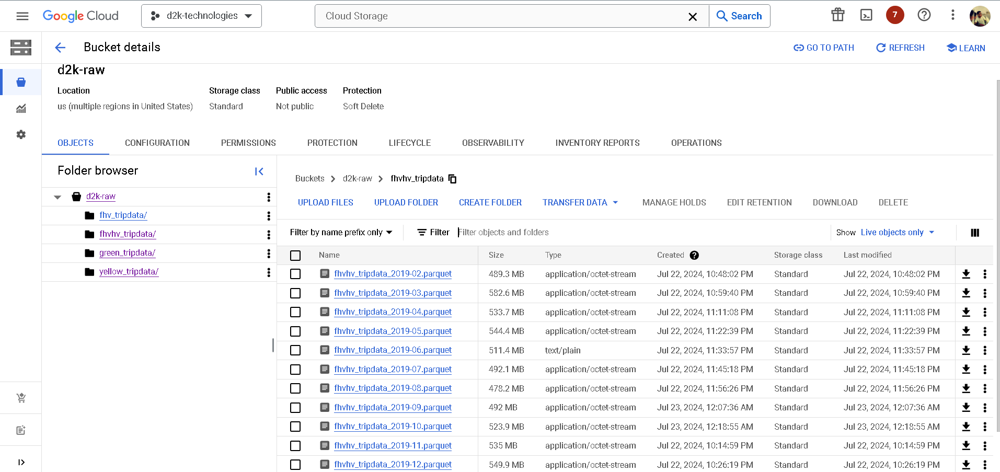 Google Cloud d2k-technologies Cloud Storage Search 7
Bucket details GO TO PATH REFRESH LEARN
d2k-raw
Location Storage class Public access Protection
us (multiple regions in United States) Standard Not public Soft Delete
OBJECTS CONFIGURATION PERMISSIONS PROTECTION LIFECYCLE OBSERVABILITY INVENTORY REPORTS OPERATIONS
Folder browser
d2k-raw
fhv_tripdata/
fhvhv_tripdata/
green_tripdata/
yellow_tripdata/
Buckets d2k-raw fhvhv_tripdata
UPLOAD FILES UPLOAD FOLDER CREATE FOLDER TRANSFER DATA MANAGE HOLDS EDIT RETENTION DOWNLOAD DELETE
Filter by name prefix only Filter Filter objects and folders Show Live objects only
Name Size Type Created Storage class Last modified
fhvhv_tripdata_2019-02.parquet 489.3 MB application/octet-stream Jul 22, 2024, 10:48:02 PM Standard Jul 22, 2024, 10:48:02 PM
fhvhv_tripdata_2019-03.parquet 582.6 MB application/octet-stream Jul 22, 2024, 10:59:40 PM Standard Jul 22, 2024, 10:59:40 PM
fhvhv_tripdata_2019-04.parquet 533.7 MB application/octet-stream Jul 22, 2024, 11:11:08 PM Standard Jul 22, 2024, 11:11:08 PM
fhvhv_tripdata_2019-05.parquet 544.4 MB application/octet-stream Jul 22, 2024, 11:22:39 PM Standard Jul 22, 2024, 11:22:39 PM
fhvhv_tripdata_2019-06.parquet 511.4 MB text/plain Jul 22, 2024, 11:33:57 PM Standard Jul 22, 2024, 11:33:57 PM
fhvhv_tripdata_2019-07.parquet 492.1 MB application/octet-stream Jul 22, 2024, 11:45:18 PM Standard Jul 22, 2024, 11:45:18 PM
fhvhv_tripdata_2019-08.parquet 478.2 MB application/octet-stream Jul 22, 2024, 11:56:26 PM Standard Jul 22, 2024, 11:56:26 PM
fhvhv_tripdata_2019-09.parquet 492 MB application/octet-stream Jul 23, 2024, 12:07:36 AM Standard Jul 23, 2024, 12:07:36 AM
fhvhv_tripdata_2019-10.parquet 523.9 MB application/octet-stream Jul 23, 2024, 12:18:55 AM Standard Jul 23, 2024, 12:18:55 AM
fhvhv_tripdata_2019-11.parquet 535 MB application/octet-stream Jul 22, 2024, 10:14:59 PM Standard Jul 22, 2024, 10:14:59 PM
fhvhv_tripdata_2019-12.parquet 549.9 MB application/octet-stream Jul 22, 2024, 10:26:19 PM Standard Jul 22, 2024, 10:26:19 PM